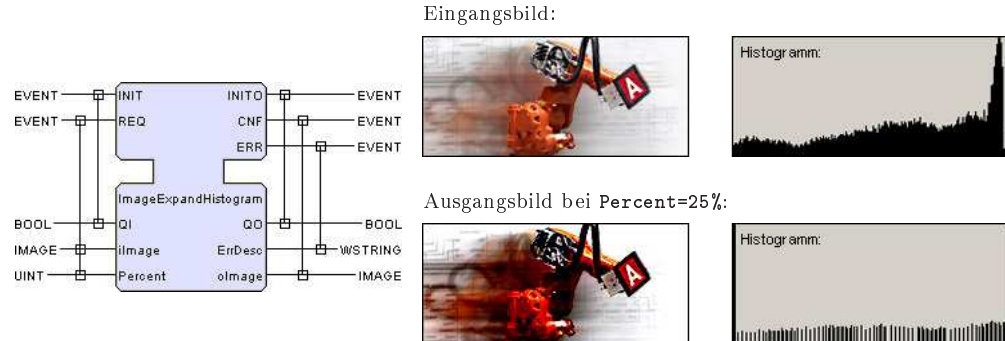 Eingangsbild:
Histogramm:
EVENT INIT INITO EVENT
EVENT REQ CNF EVENT
ERR EVENT
ImageExpandHistogram
BOOL QI QO BOOL
IMAGE iImage ErrDesc WSTRING
UINT Percent oImage IMAGE
A
Ausgangsbild bei Percent=25%:
Histogramm:
A